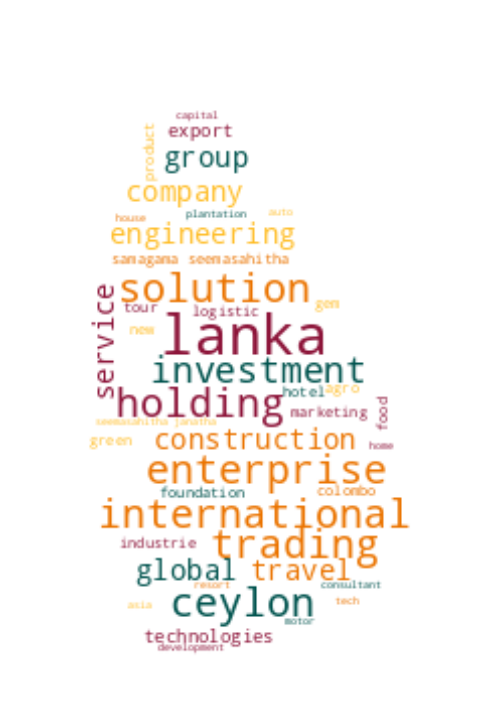 capital
export
product
group
company
house
plantation
auto
engineering
samagama seemasahitha
solution
service
tour
logistic
gem
new
lanka
investment
hotel
agro
holding
marketing
food
seemasahitha janatha
green
construction
home
enterprise
foundation
colombo
international
industrie
trading
global
travel
resort
consultant
asia
ceylon
tech
motor
technologies
development